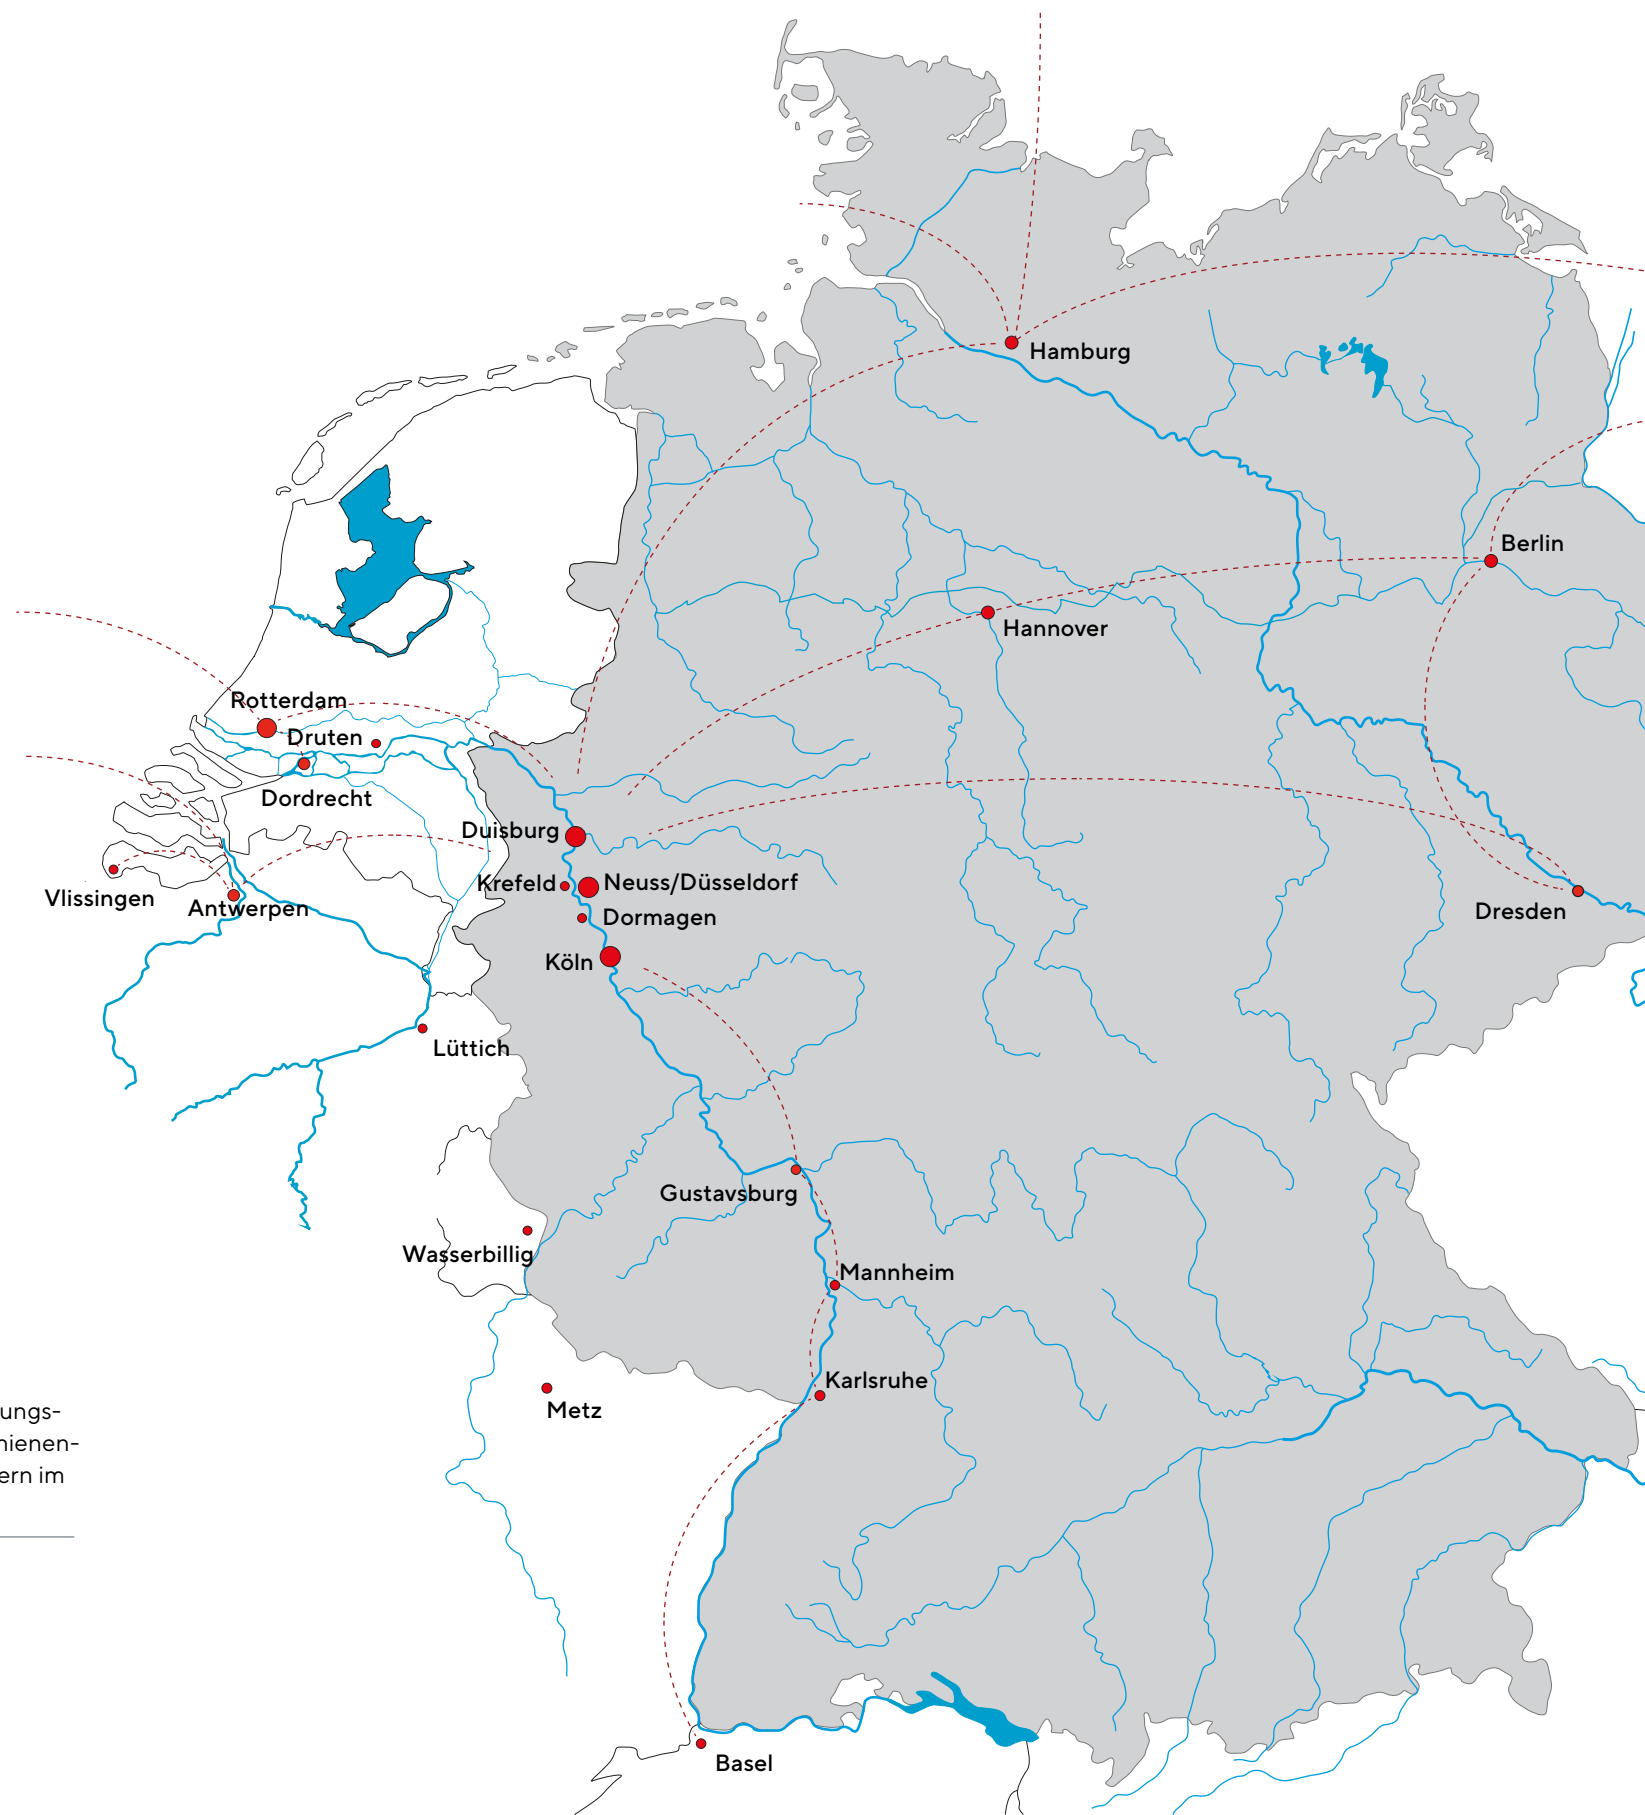 Hamburg
Berlin
Hannover
Rotterdam
Druten
Dordrecht
Duisburg
Krefeld
Neuss/Düsseldorf
Vlissingen
Antwerpen
Dormagen
Dresden
Köln
Lüttich
Gustavsburg
Wasserbillig
Mannheim
Karlsruhe
Metz
ungs-
ienen-
ern im
Basel